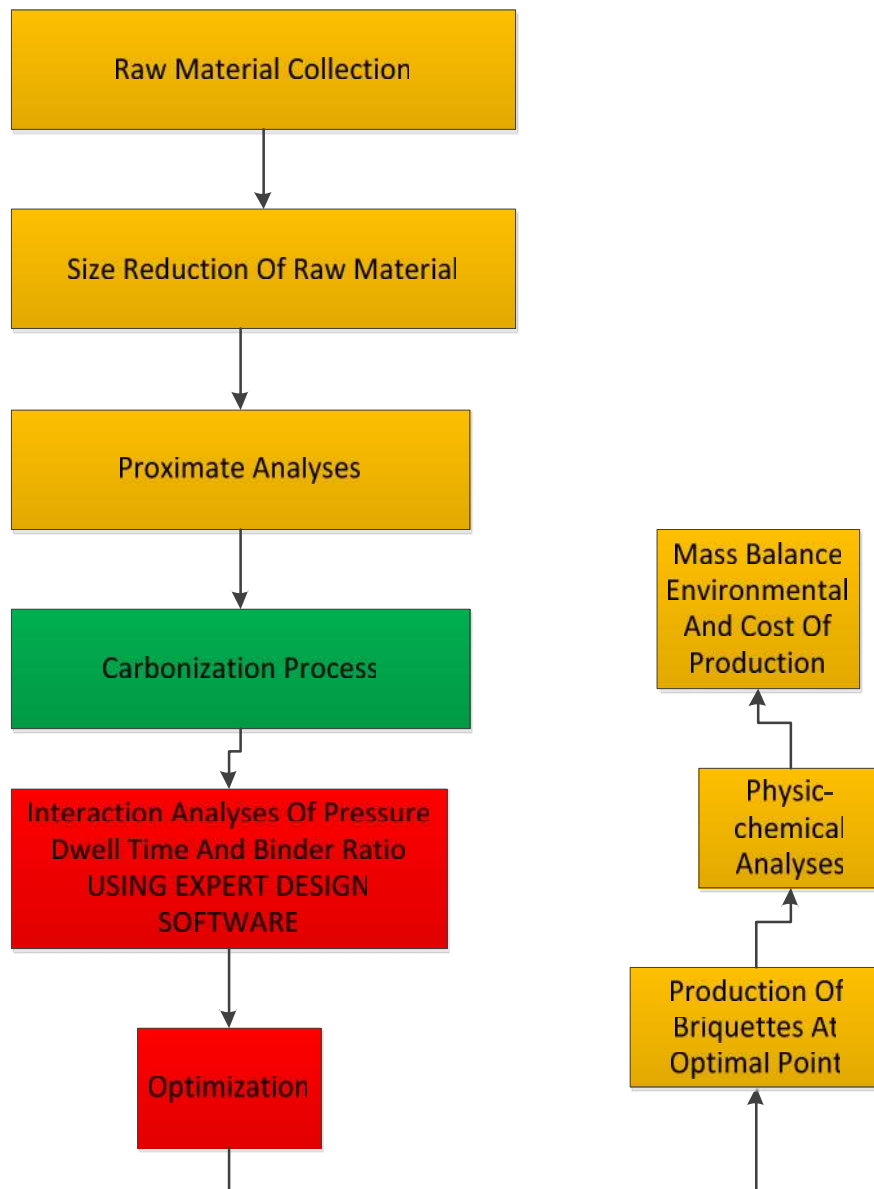 Raw Material Collection
Size Reduction Of Raw Material
Proximate Analyses
Carbonization Process
Interaction Analyses Of Pressure
Dwell Time And Binder Ratio
USING EXPERT DESIGN
SOFTWARE
Optimization
Production Of
Briquettes At
Optimal Point
Physic-
chemical
Analyses
Mass Balance
Environmental
And Cost Of
Production